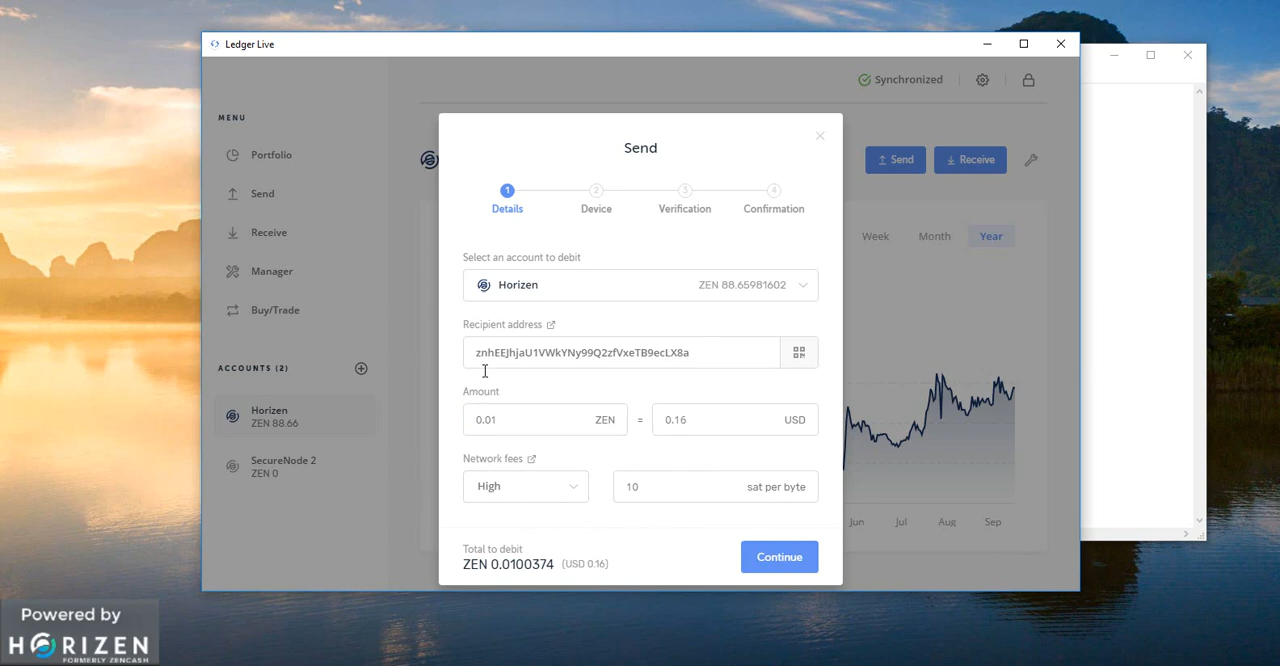 Ledger Live
Synchronized
MENU
Portfolio
Send
Receive
Manager
Buy/Trade
ACCOUNTS (2)
Horizen
ZEN 88.66
SecureNode 2
ZEN 0
Send
Receive
Week
Month
Year
Jun
Jul
Aug
Sep
Send
1
2
3
4
Details
Device
Verification
Confirmation
Select an account to debit
Horizen
ZEN 88.65981602
Recipient address
znhEEJhjaU1VWkYNy99Q2zfVxeTB9ecLX8a
Amount
0.01 ZEN = 0.16 USD
Network fees
High
10 sat per byte
Total to debit
ZEN 0.0100374 (USD 0.16)
Continue
Powered by
HORIZEN
FORMERLY ZENCASH